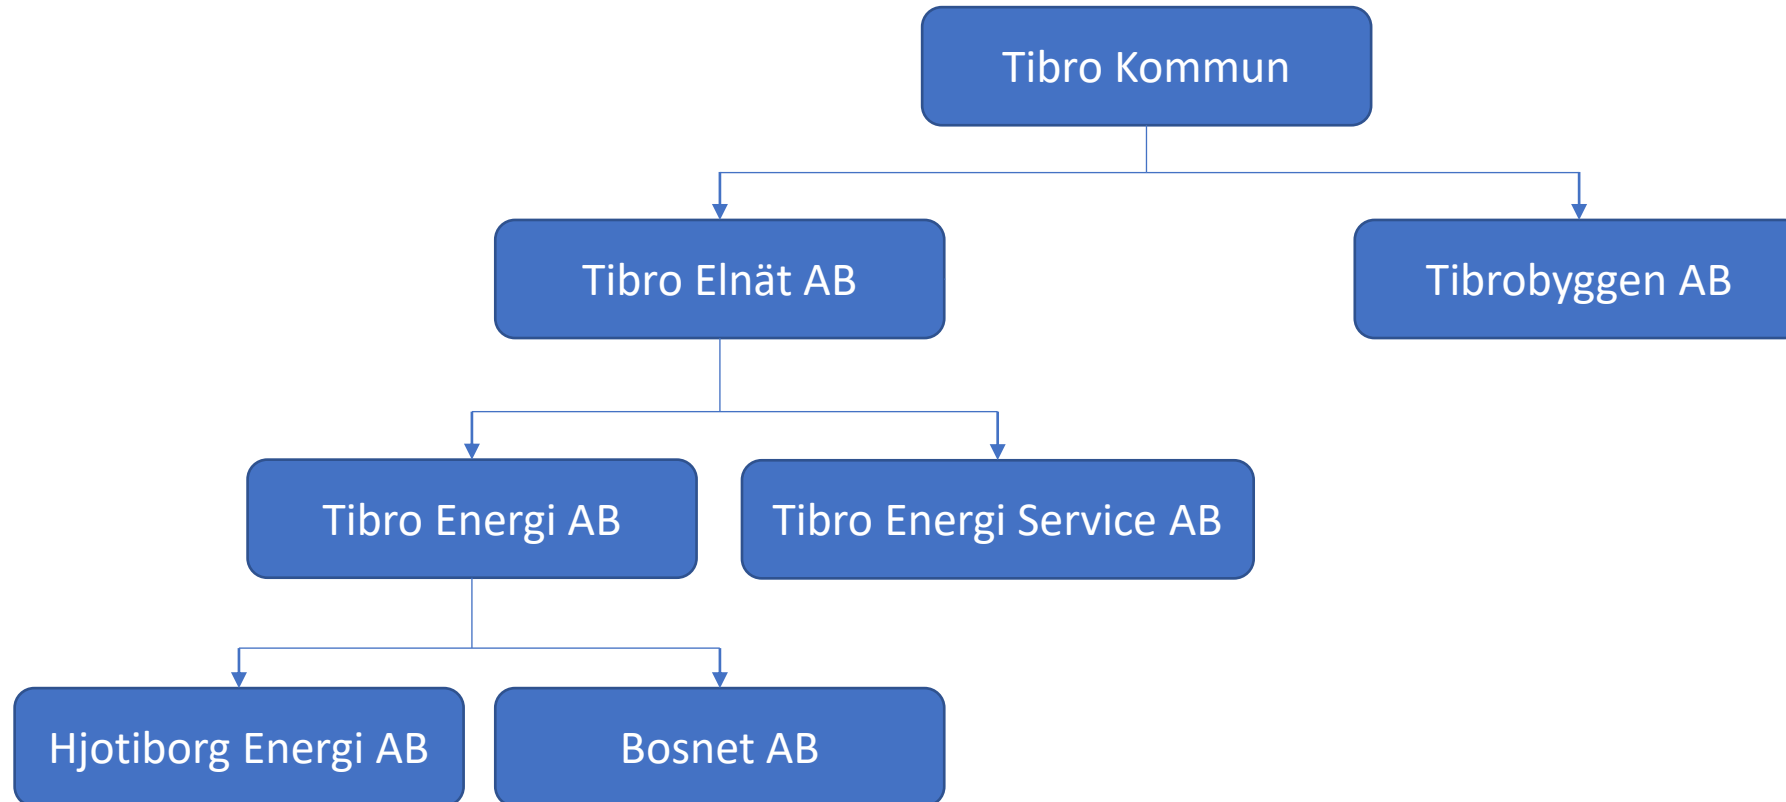 Tibro Kommun
Tibro Elnät AB
Tibrobyggen AB
Tibro Energi AB
Tibro Energi Service AB
Hjotiborg Energi AB
Bosnet AB